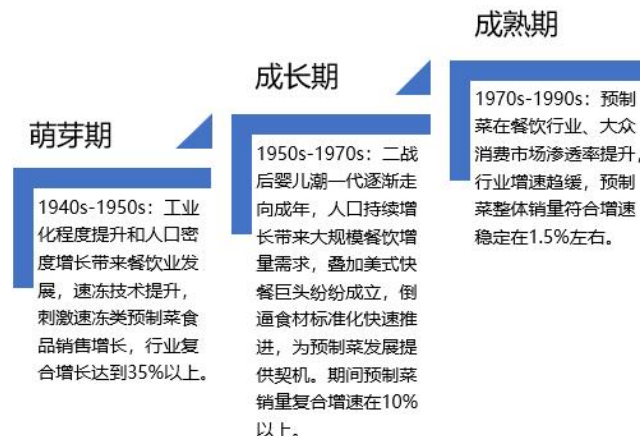 萌芽期
1940s-1950s：工业
化程度提升和人口密
度增长带来餐饮业发
展，速冻技术提升，
刺激速冻类预制菜食
品销售增长，行业复
合增长达到35%以上。
成长期
1950s-1970s：二战
后婴儿潮一代逐渐走
向成年，人口持续增
长带来大规模餐饮增
量需求，叠加美式快
餐巨头纷纷成立，倒
逼食材标准化快速推
进，为预制菜发展提
供契机。期间预制菜
销量复合增速在10%
以上。
成熟期
1970s-1990s：预制
菜在餐饮行业、大众
消费市场渗透率提升，
行业增速趋缓，预制
菜整体销量符合增速
稳定在1.5%左右。